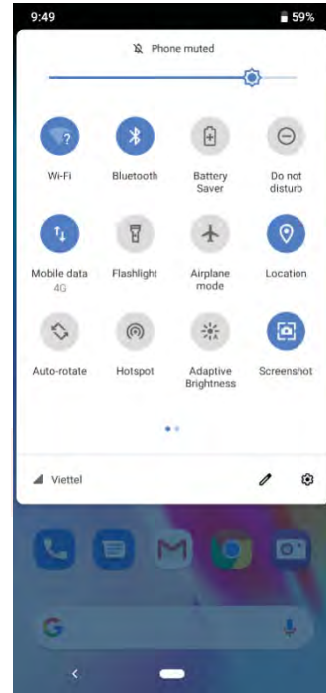 9:49
59%
Phone muted
Wi-Fi
Bluetooth
Battery
Saver
Do not
disturb
Mobile data
4G
Flashlight
Airplane
mode
Location
Auto-rotate
Hotspot
Adaptive
Brightness
Screenshot
Viettel